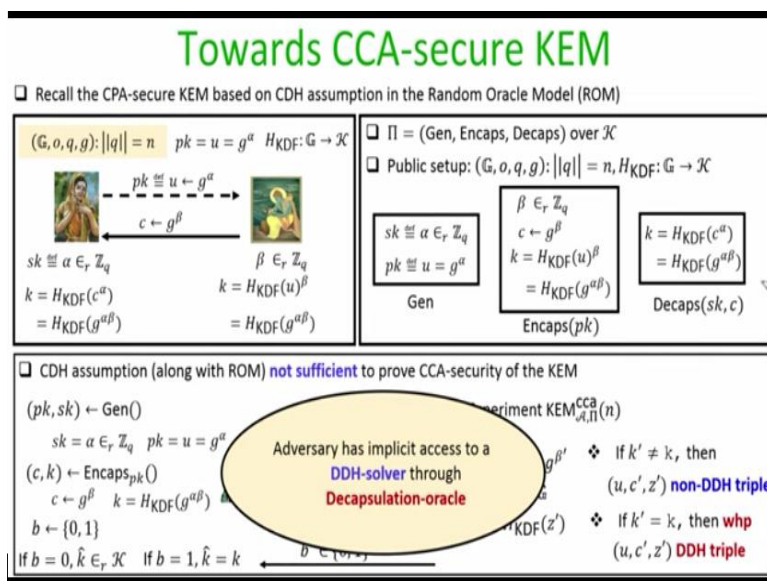 Towards CCA-secure KEM
❑ Recall the CPA-secure KEM based on CDH assumption in the Random Oracle Model (ROM)
(𝔾, o, q, g): ||q| = n pk = u = g^α H_KDF: 𝔾 → 𝒦
pk ≝ u ← g^α
c ← g^β
sk ≝ α ∈_r ℤ_q
β ∈_r ℤ_q
k = H_KDF(c^α)
k = H_KDF(u)^β
= H_KDF(g^αβ)
= H_KDF(g^αβ)
❑ Π = (Gen, Encaps, Decaps) over 𝒦
❑ Public setup: (𝔾, o, q, g): ||q| = n, H_KDF: 𝔾 → 𝒦
sk ≝ α ∈_r ℤ_q
pk ≝ u = g^α
Gen
β ∈_r ℤ_q
c ← g^β
k = H_KDF(u)^β
= H_KDF(g^αβ)
Encaps(pk)
k = H_KDF(c^α)
= H_KDF(g^αβ)
Decaps(sk, c)
❑ CDH assumption (along with ROM) not sufficient to prove CCA-security of the KEM
(pk, sk) ← Gen()
sk = α ∈_r ℤ_q pk = u = g^α
(c, k) ← Encaps_pk()
c ← g^β k = H_KDF(g^αβ)
b ← {0, 1}
If b = 0, k̂ ∈_r 𝒦 If b = 1, k̂ = k
Adversary has implicit access to a
DDH-solver through
Decapsulation-oracle
periment KEM^cca_𝒜,Π(n)
g^β′
KDF(z′)
❖ If k′ ≠ k, then
(u, c′, z′) non-DDH triple
❖ If k′ = k, then whp
(u, c′, z′) DDH triple